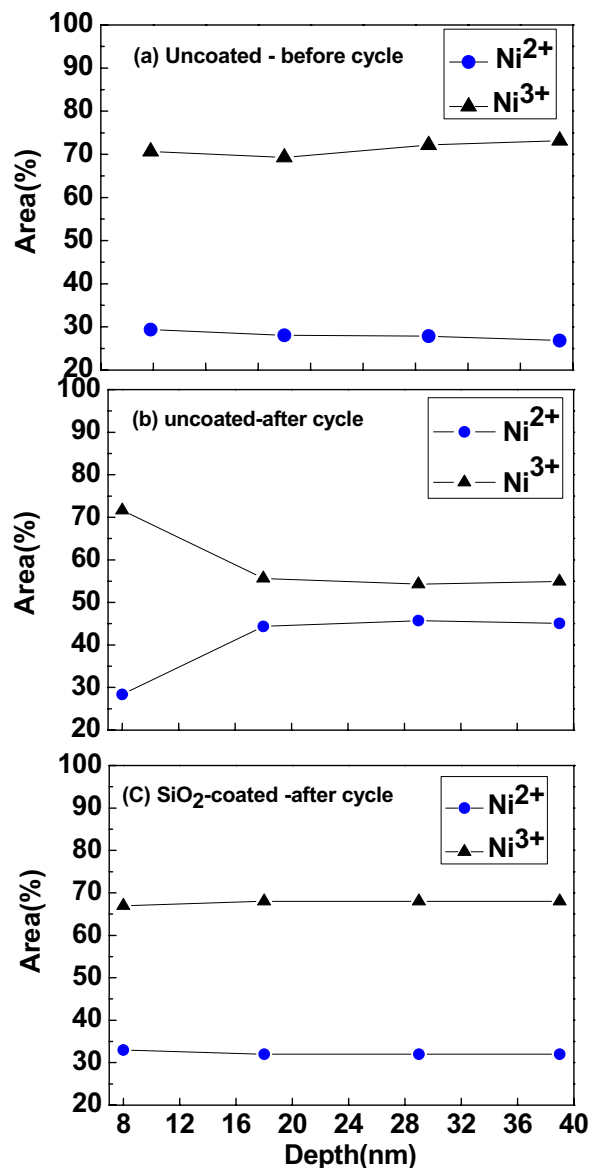 100
90
80
70
60
50
40
30
20
Area(%)
(a) Uncoated - before cycle
Ni2+
Ni3+
100
90
80
70
60
50
40
30
20
Area(%)
(b) uncoated-after cycle
Ni2+
Ni3+
100
90
80
70
60
50
40
30
20
Area(%)
(C) SiO2-coated -after cycle
Ni2+
Ni3+
8 12 16 20 24 28 32 36 40
Depth(nm)